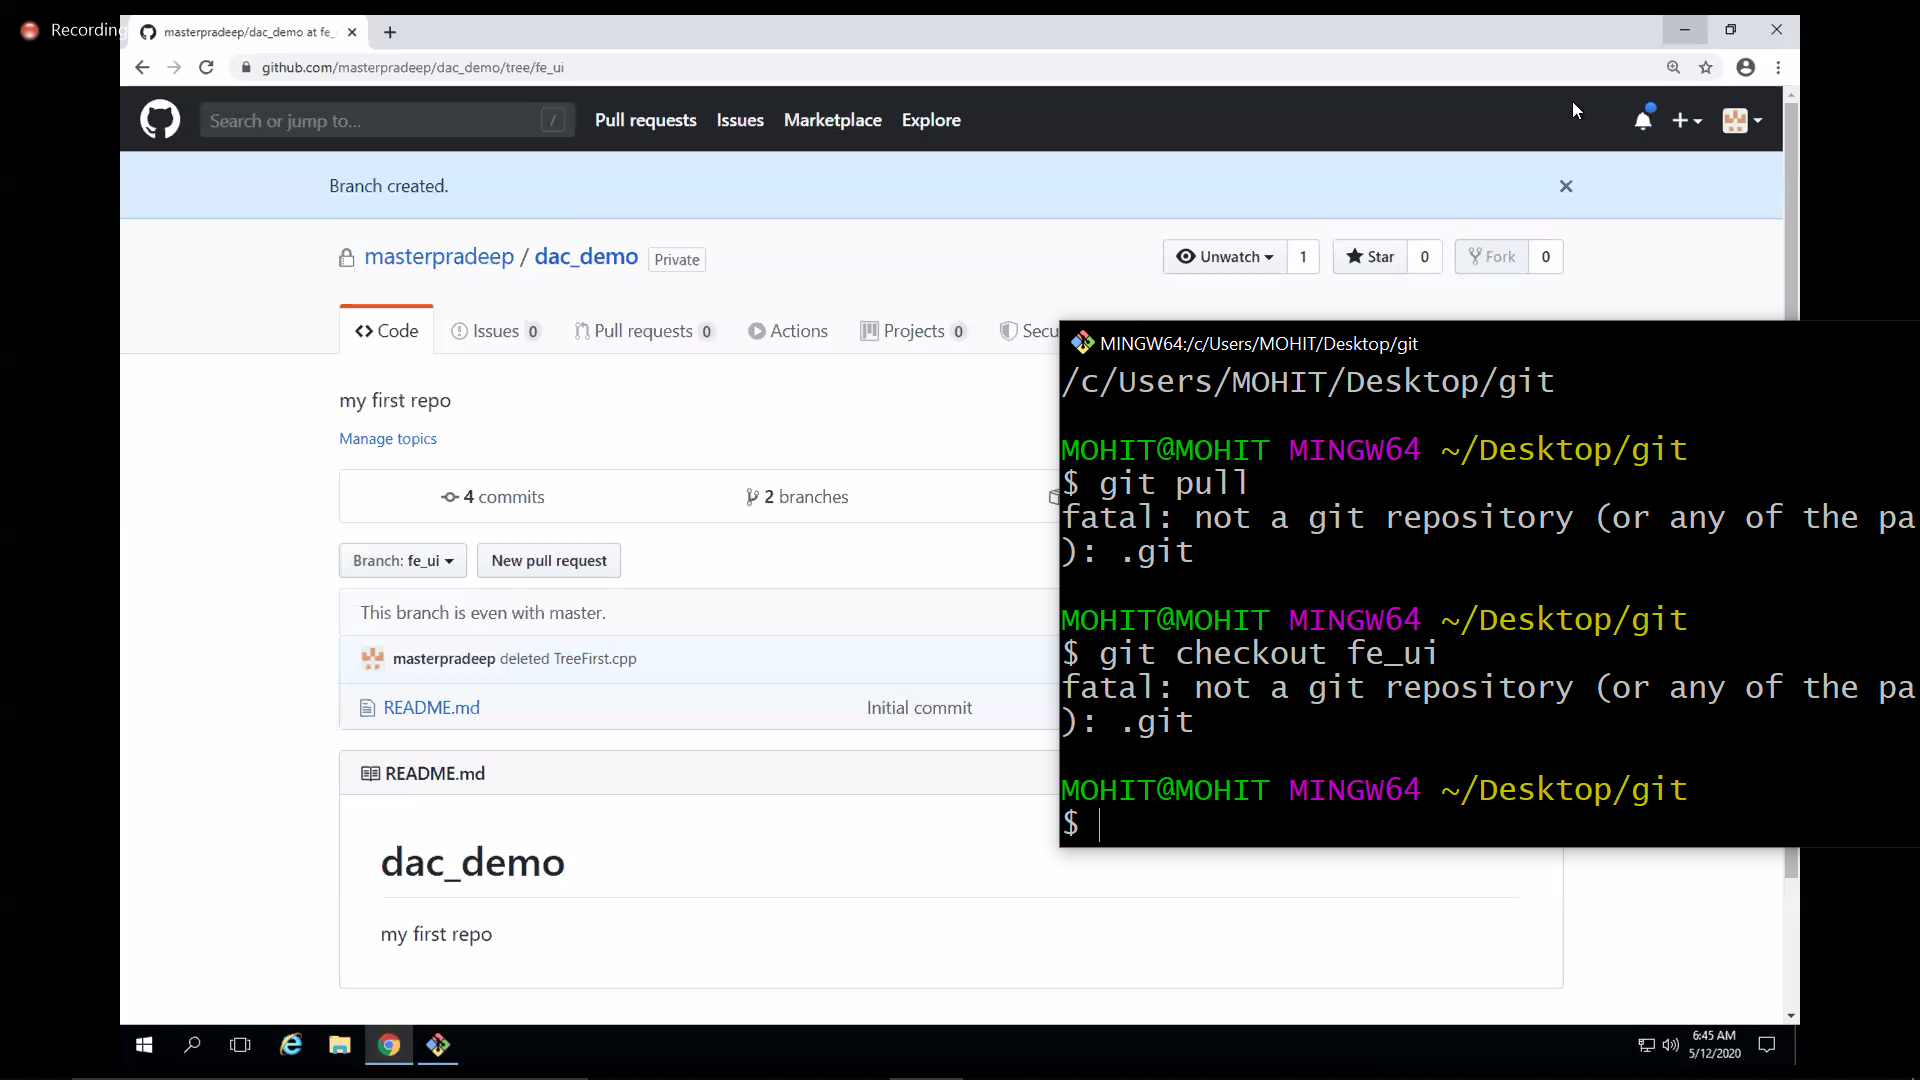 Recording
masterpradeep/dac_demo at fe_
github.com/masterpradeep/dac_demo/tree/fe_ui
Search or jump to... /
Pull requests Issues Marketplace Explore
Branch created.
masterpradeep / dac_demo Private
Unwatch 1 Star 0 Fork 0
Code Issues 0 Pull requests 0 Actions Projects 0 Secu
my first repo
Manage topics
4 commits 2 branches
Branch: fe_ui New pull request
This branch is even with master.
masterpradeep deleted TreeFirst.cpp
README.md Initial commit
README.md
dac_demo
my first repo
MINGW64:/c/Users/MOHIT/Desktop/git
/c/Users/MOHIT/Desktop/git
MOHIT@MOHIT MINGW64 ~/Desktop/git
$ git pull
fatal: not a git repository (or any of the pa
): .git
MOHIT@MOHIT MINGW64 ~/Desktop/git
$ git checkout fe_ui
fatal: not a git repository (or any of the pa
): .git
MOHIT@MOHIT MINGW64 ~/Desktop/git
$
6:45 AM
5/12/2020